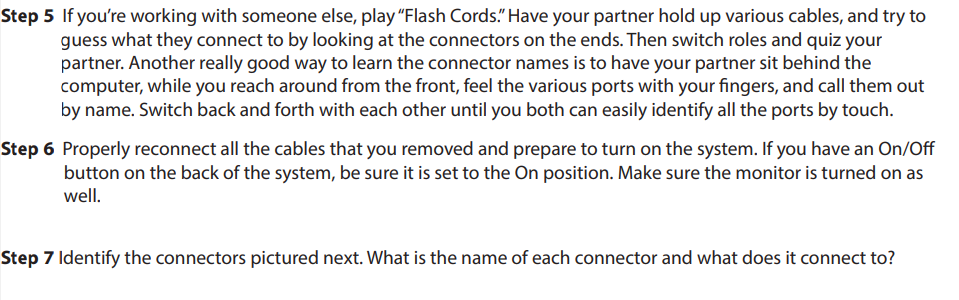 Step 5 If you’re working with someone else, play “Flash Cords.” Have your partner hold up various cables, and try to
guess what they connect to by looking at the connectors on the ends. Then switch roles and quiz your
partner. Another really good way to learn the connector names is to have your partner sit behind the
computer, while you reach around from the front, feel the various ports with your fingers, and call them out
by name. Switch back and forth with each other until you both can easily identify all the ports by touch.
Step 6 Properly reconnect all the cables that you removed and prepare to turn on the system. If you have an On/Off
button on the back of the system, be sure it is set to the On position. Make sure the monitor is turned on as
well.
Step 7 Identify the connectors pictured next. What is the name of each connector and what does it connect to?